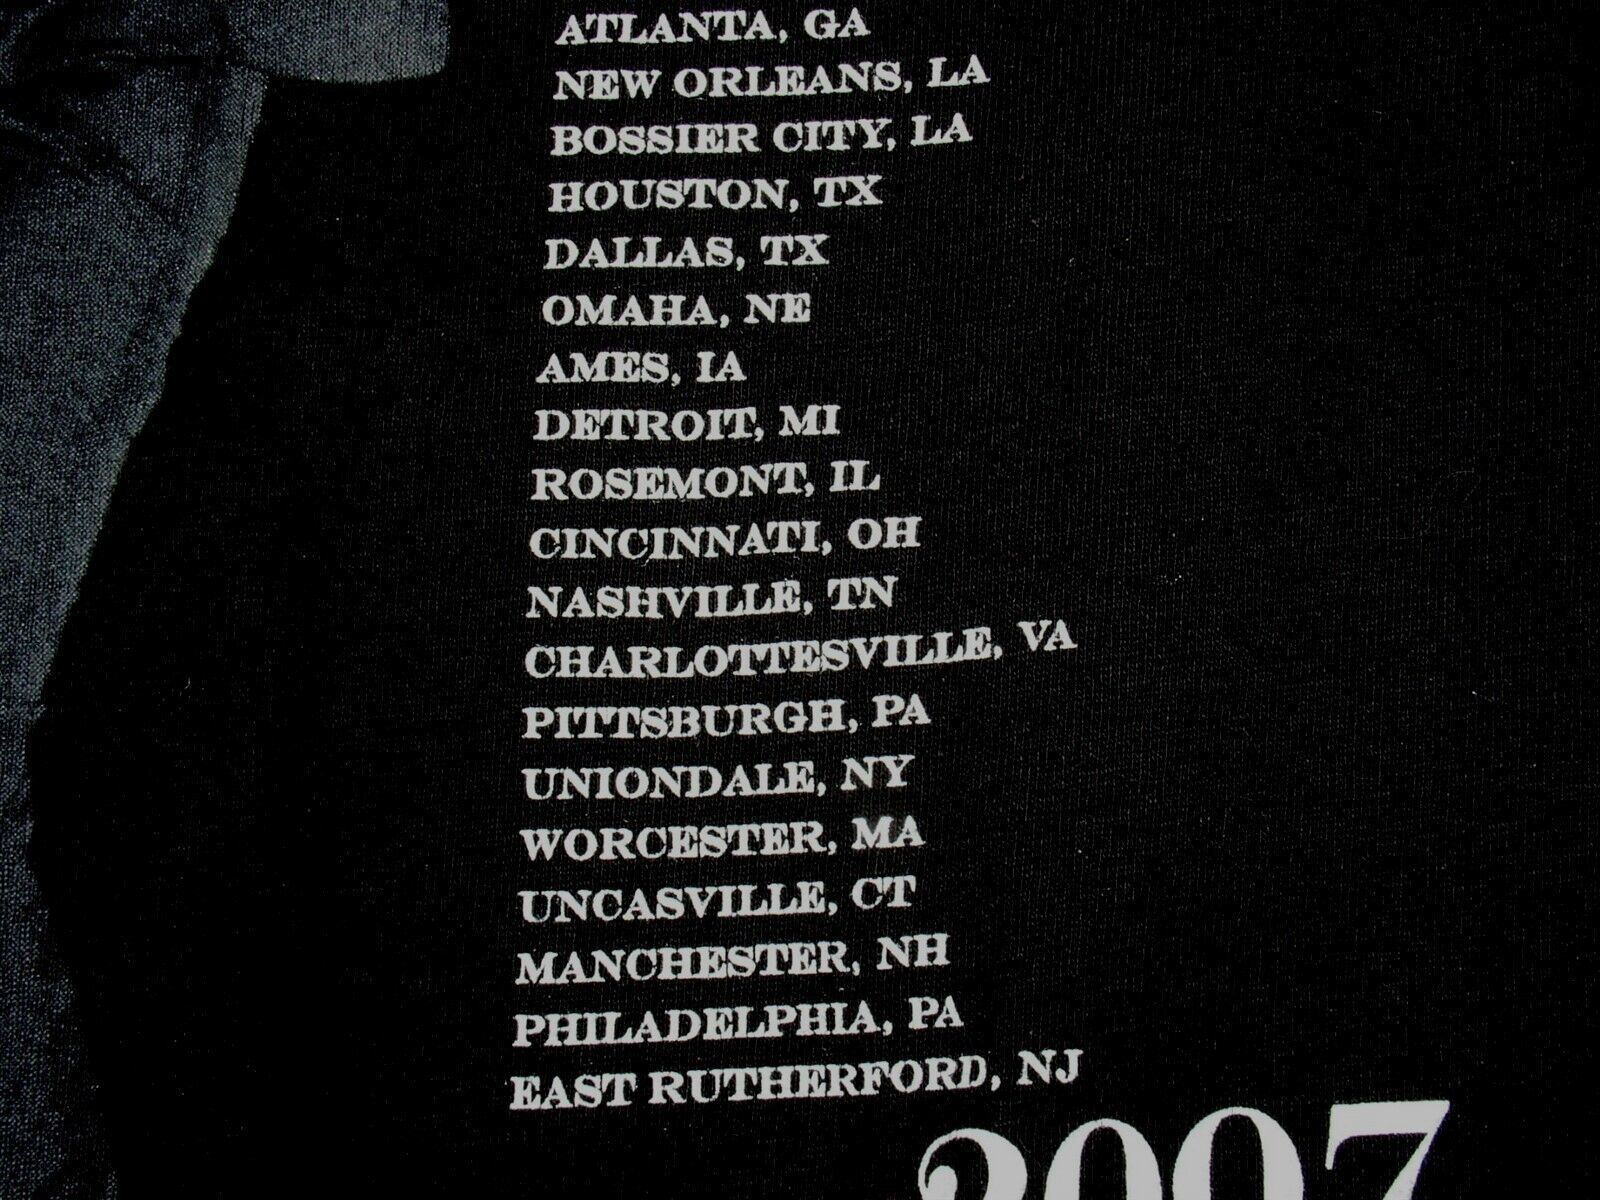 ATLANTA, GA
NEW ORLEANS, LA
BOSSIER CITY, LA
HOUSTON, TX
DALLAS, TX
OMAHA, NE
AMES, IA
DETROIT, MI
ROSEMONT, IL
CINCINNATI, OH
NASHVILLE, TN
CHARLOTTESVILLE, VA
PITTSBURGH, PA
UNIONDALE, NY
WORCESTER, MA
UNCASVILLE, CT
MANCHESTER, NH
PHILADELPHIA, PA
EAST RUTHERFORD, NJ
2007